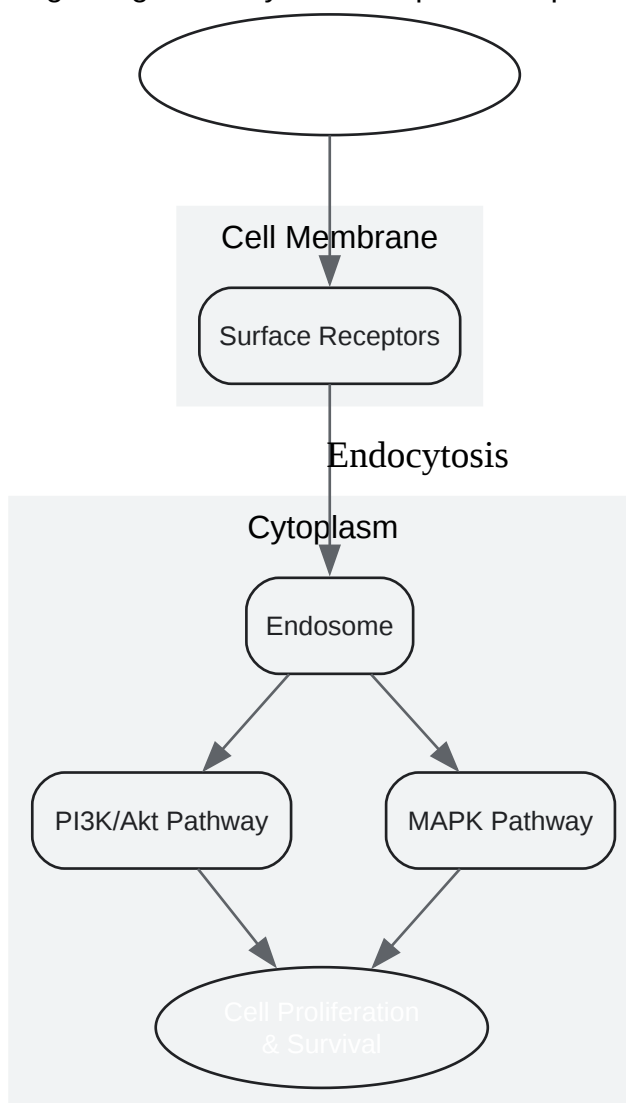 Cell Membrane
Surface Receptors
Endocytosis
Cytoplasm
Endosome
PI3K/Akt Pathway
MAPK Pathway
Cell Proliferation
& Survival